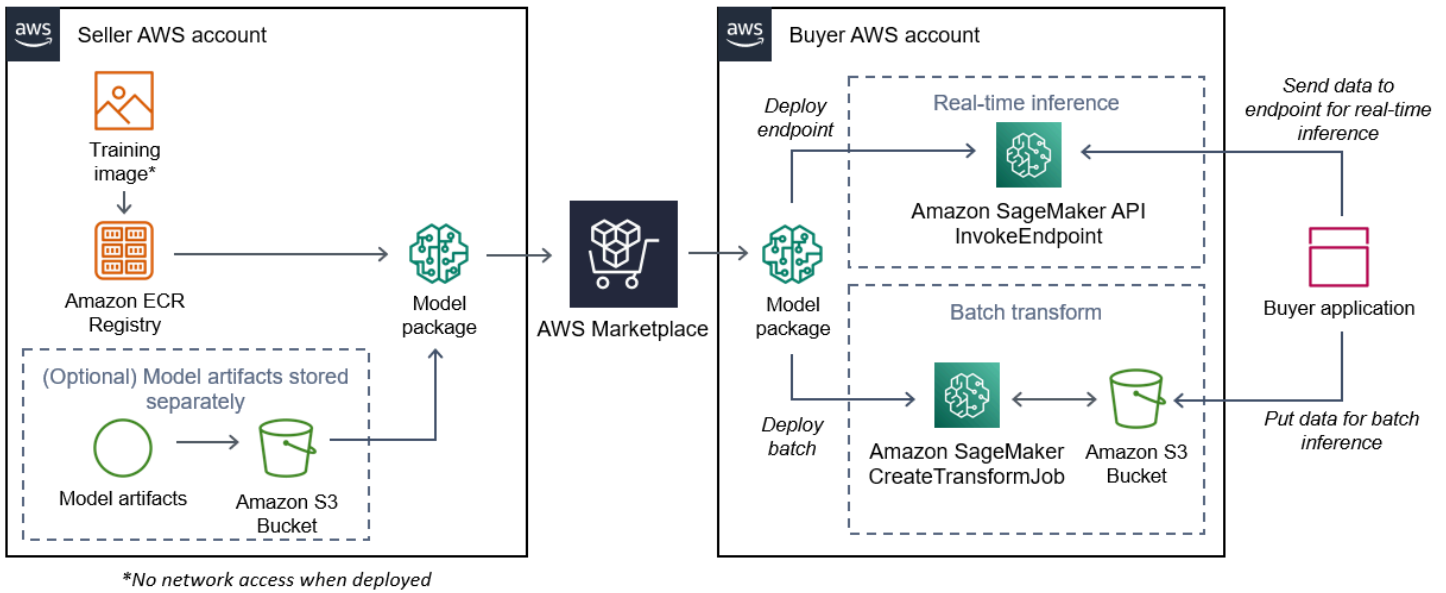 aws
Seller AWS account
Training
image*
Amazon ECR
Registry
Model
package
(Optional) Model artifacts stored
separately
Model artifacts
Amazon S3
Bucket
*No network access when deployed
AWS Marketplace
aws
Buyer AWS account
Model
package
Deploy
endpoint
Real-time inference
Amazon SageMaker API
InvokeEndpoint
Deploy
batch
Batch transform
Amazon SageMaker
CreateTransformJob
Amazon S3
Bucket
Send data to
endpoint for real-time
inference
Buyer application
Put data for batch
inference